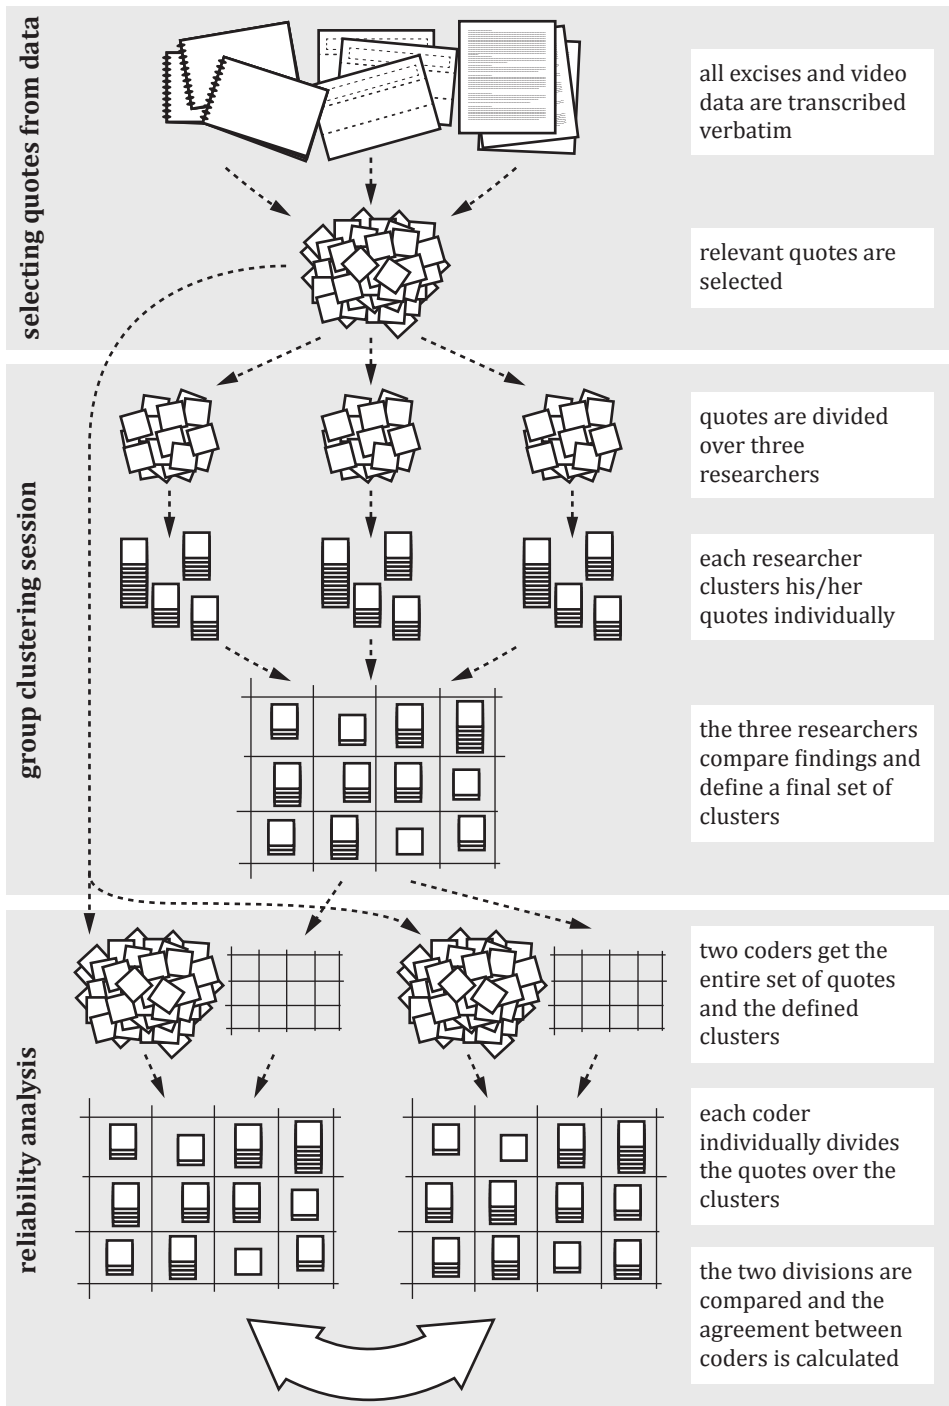 selecting quotes from data
all excises and video
data are transcribed
verbatim
relevant quotes are
selected
group clustering session
quotes are divided
over three
researchers
each researcher
clusters his/her
quotes individually
the three researchers
compare findings and
define a final set of
clusters
reliability analysis
two coders get the
entire set of quotes
and the defined
clusters
each coder
individually divides
the quotes over the
clusters
the two divisions are
compared and the
agreement between
coders is calculated